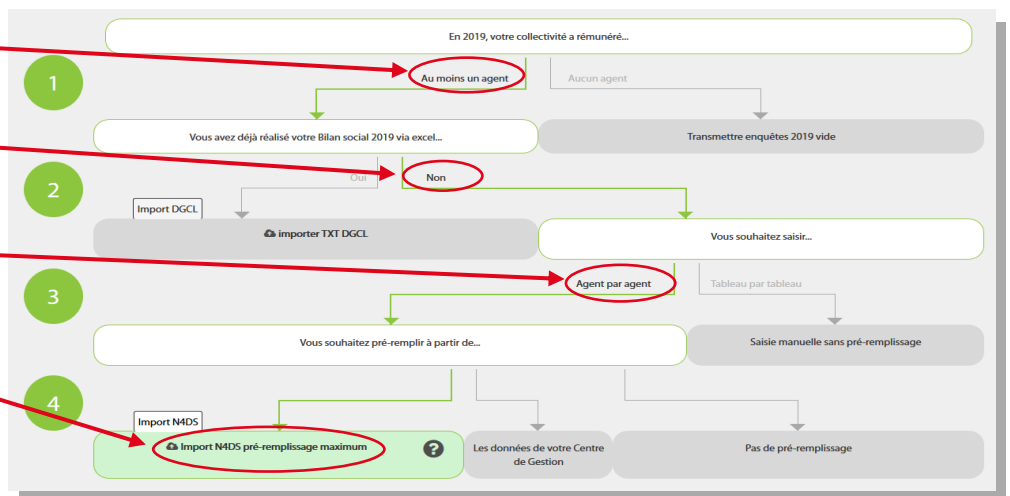 En 2019, votre collectivité a rémunéré...
1
Au moins un agent
Aucun agent
Vous avez déjà réalisé votre Bilan social 2019 via excel...
Transmettre enquêtes 2019 vide
2
Oui
Non
Import DGCL
importer TXT DGCL
Vous souhaitez saisir...
3
Agent par agent
Tableau par tableau
Vous souhaitez pré-remplir à partir de...
Saisie manuelle sans pré-remplissage
4
Import N4DS
Import N4DS pré-remplissage maximum
?
Les données de votre Centre
de Gestion
Pas de pré-remplissage